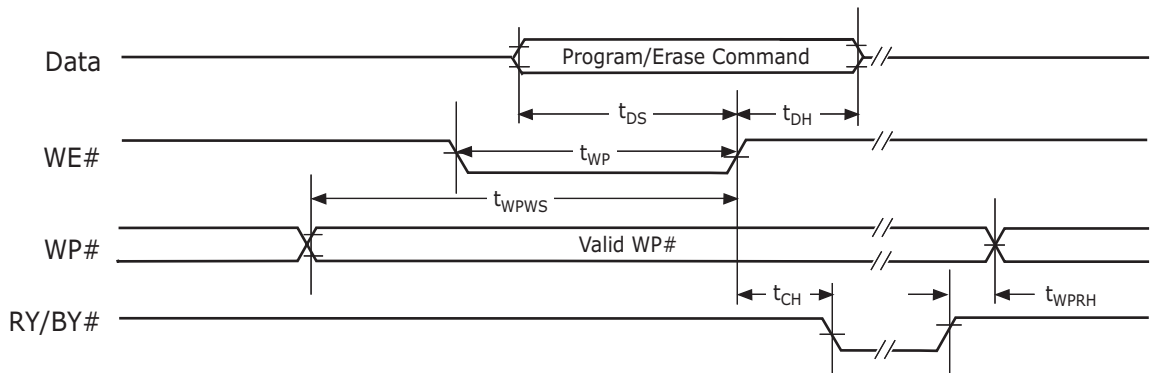 Data
Program/Erase Command
tDS
tDH
WE#
tWP
tWPWS
WP#
Valid WP#
tCH
tWPRH
RY/BY#